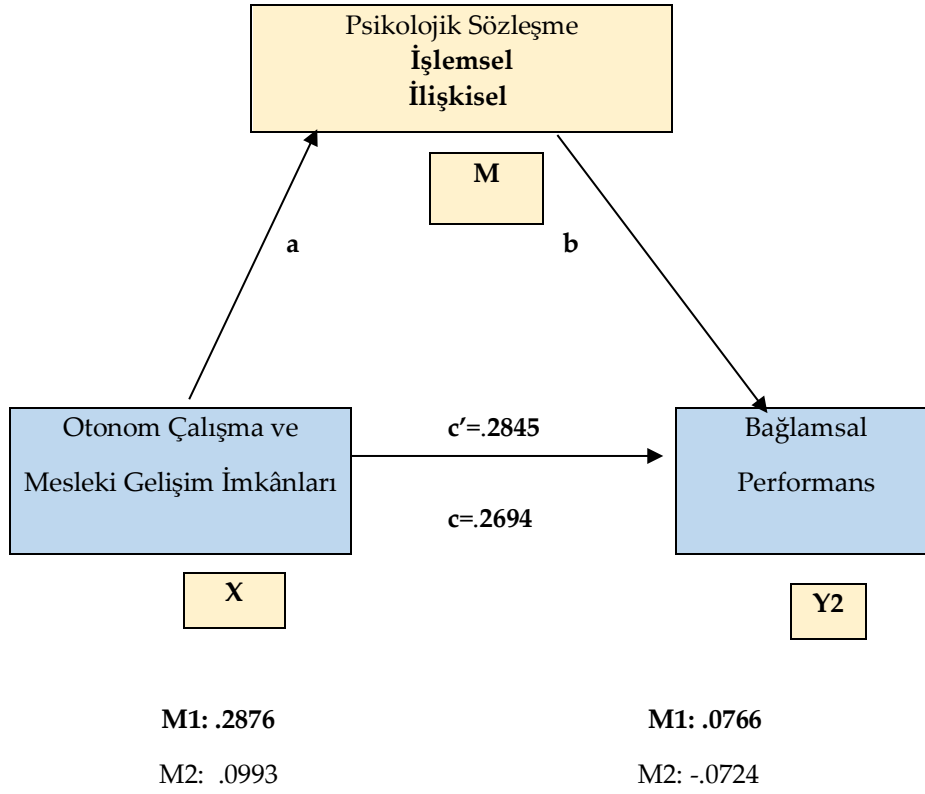 Psikolojik Sözleşme
İşlemsel
İlişkisel
M
a
b
Otonom Çalışma ve
Mesleki Gelişim İmkânları
c′=.2845
c=.2694
Bağlamsal
Performans
X
Y2
M1: .2876
M1: .0766
M2: .0993
M2: -.0724